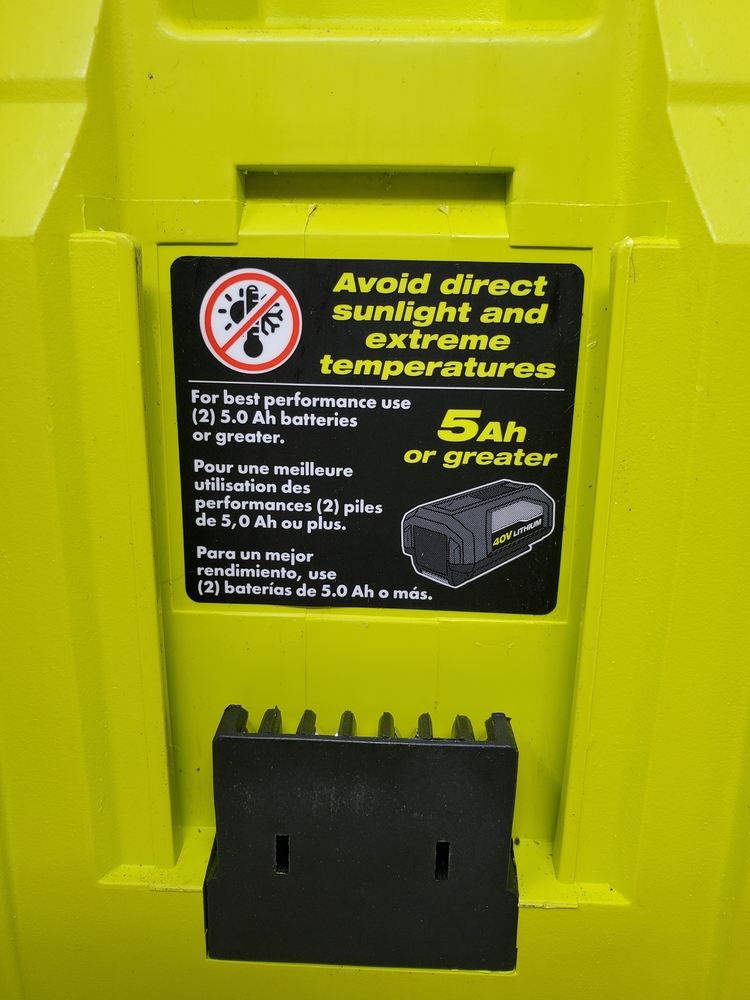 Avoid direct
sunlight and
extreme
temperatures
For best performance use
(2) 5.0 Ah batteries
or greater.
5Ah
or greater
Pour une meilleure
utilisation des
performances (2) piles
de 5,0 Ah ou plus.
40V LITHIUM
Para un mejor
rendimiento, use
(2) baterías de 5.0 Ah o más.